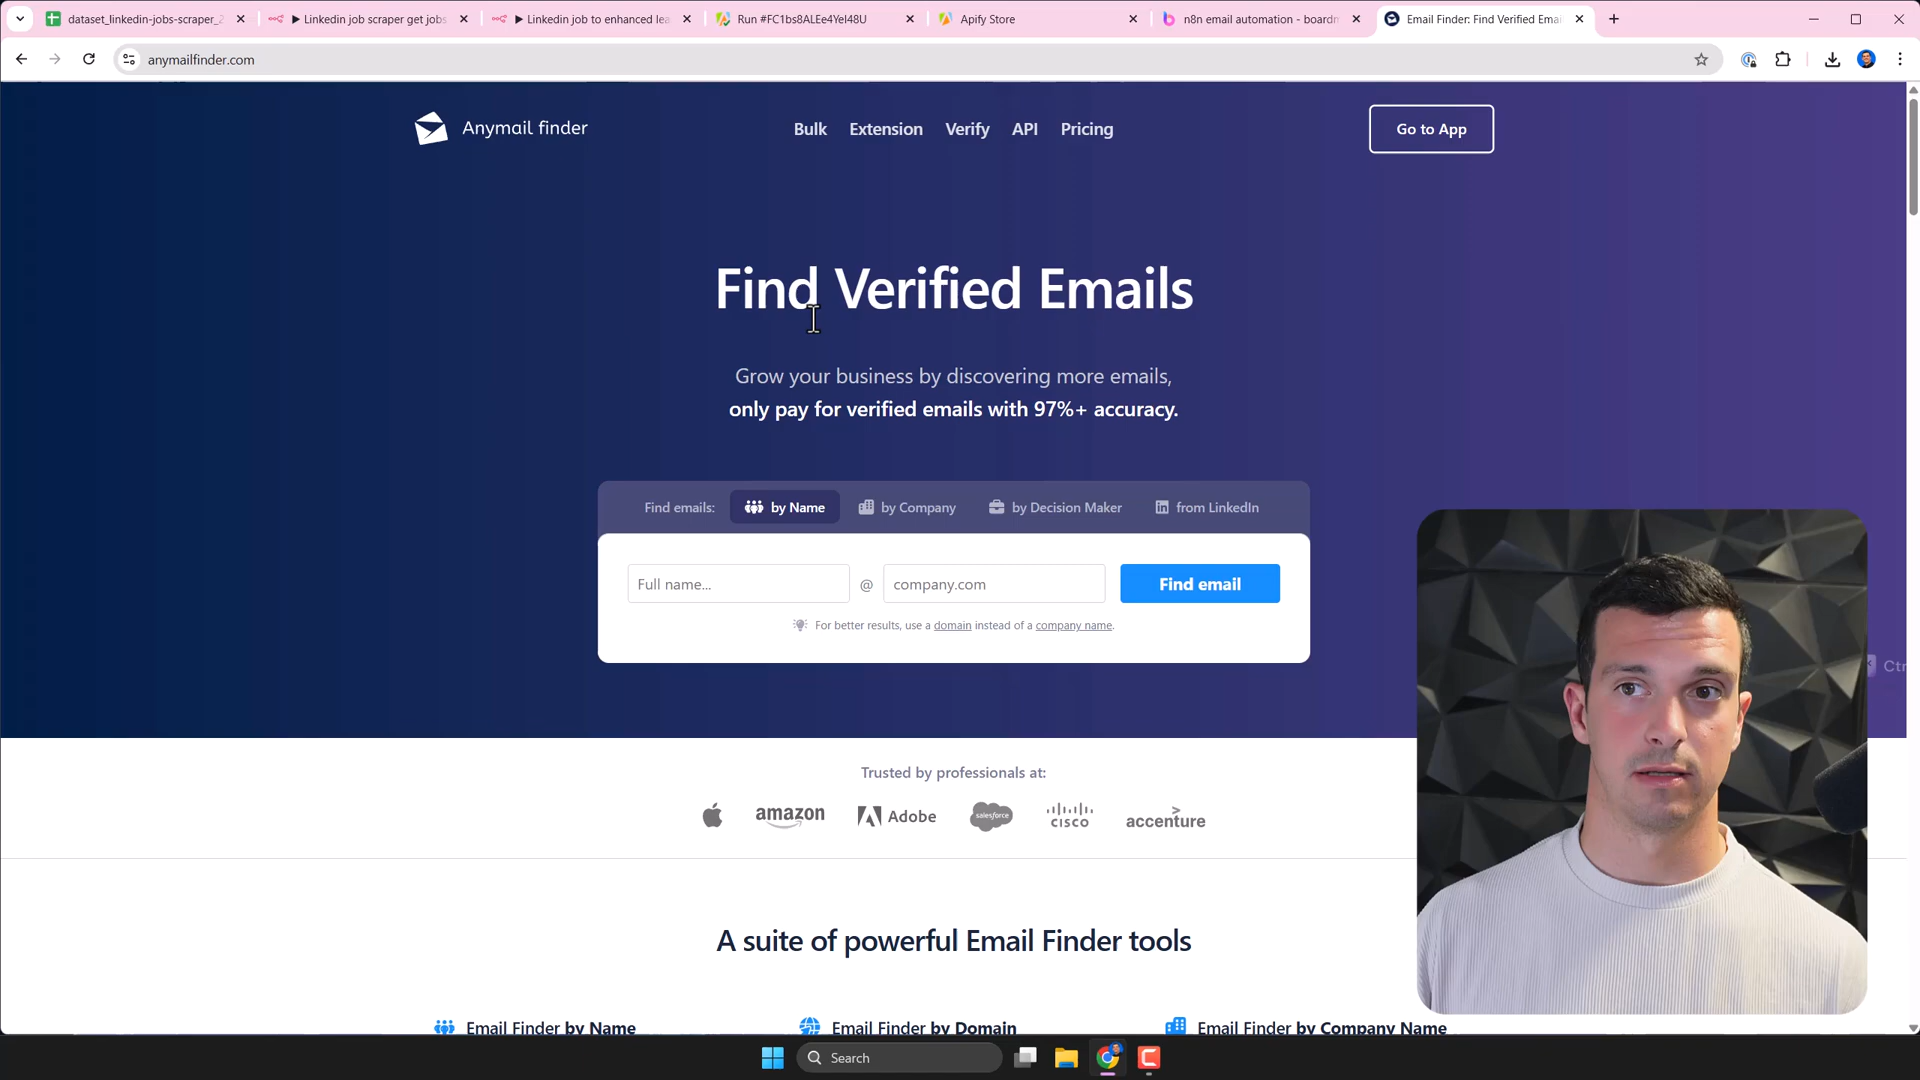 dataset_linkedin-jobs-scraper_2
Linkedin job scraper get jobs
Linkedin job to enhanced lea
Run #FC1bs8ALEe4Yel48U
Apify Store
n8n email automation - boardm
Email Finder: Find Verified Emai
anymailfinder.com
Anymail finder
Bulk
Extension
Verify
API
Pricing
Go to App
Find Verified Emails
Grow your business by discovering more emails,
only pay for verified emails with 97%+ accuracy.
Find emails:
by Name
by Company
by Decision Maker
from LinkedIn
Full name...
@
company.com
Find email
For better results, use a domain instead of a company name.
Ctr
Trusted by professionals at:
amazon
Adobe
salesforce
CISCO
accenture
A suite of powerful Email Finder tools
Email Finder by Name
Email Finder by Domain
Email Finder by Company Name
Search